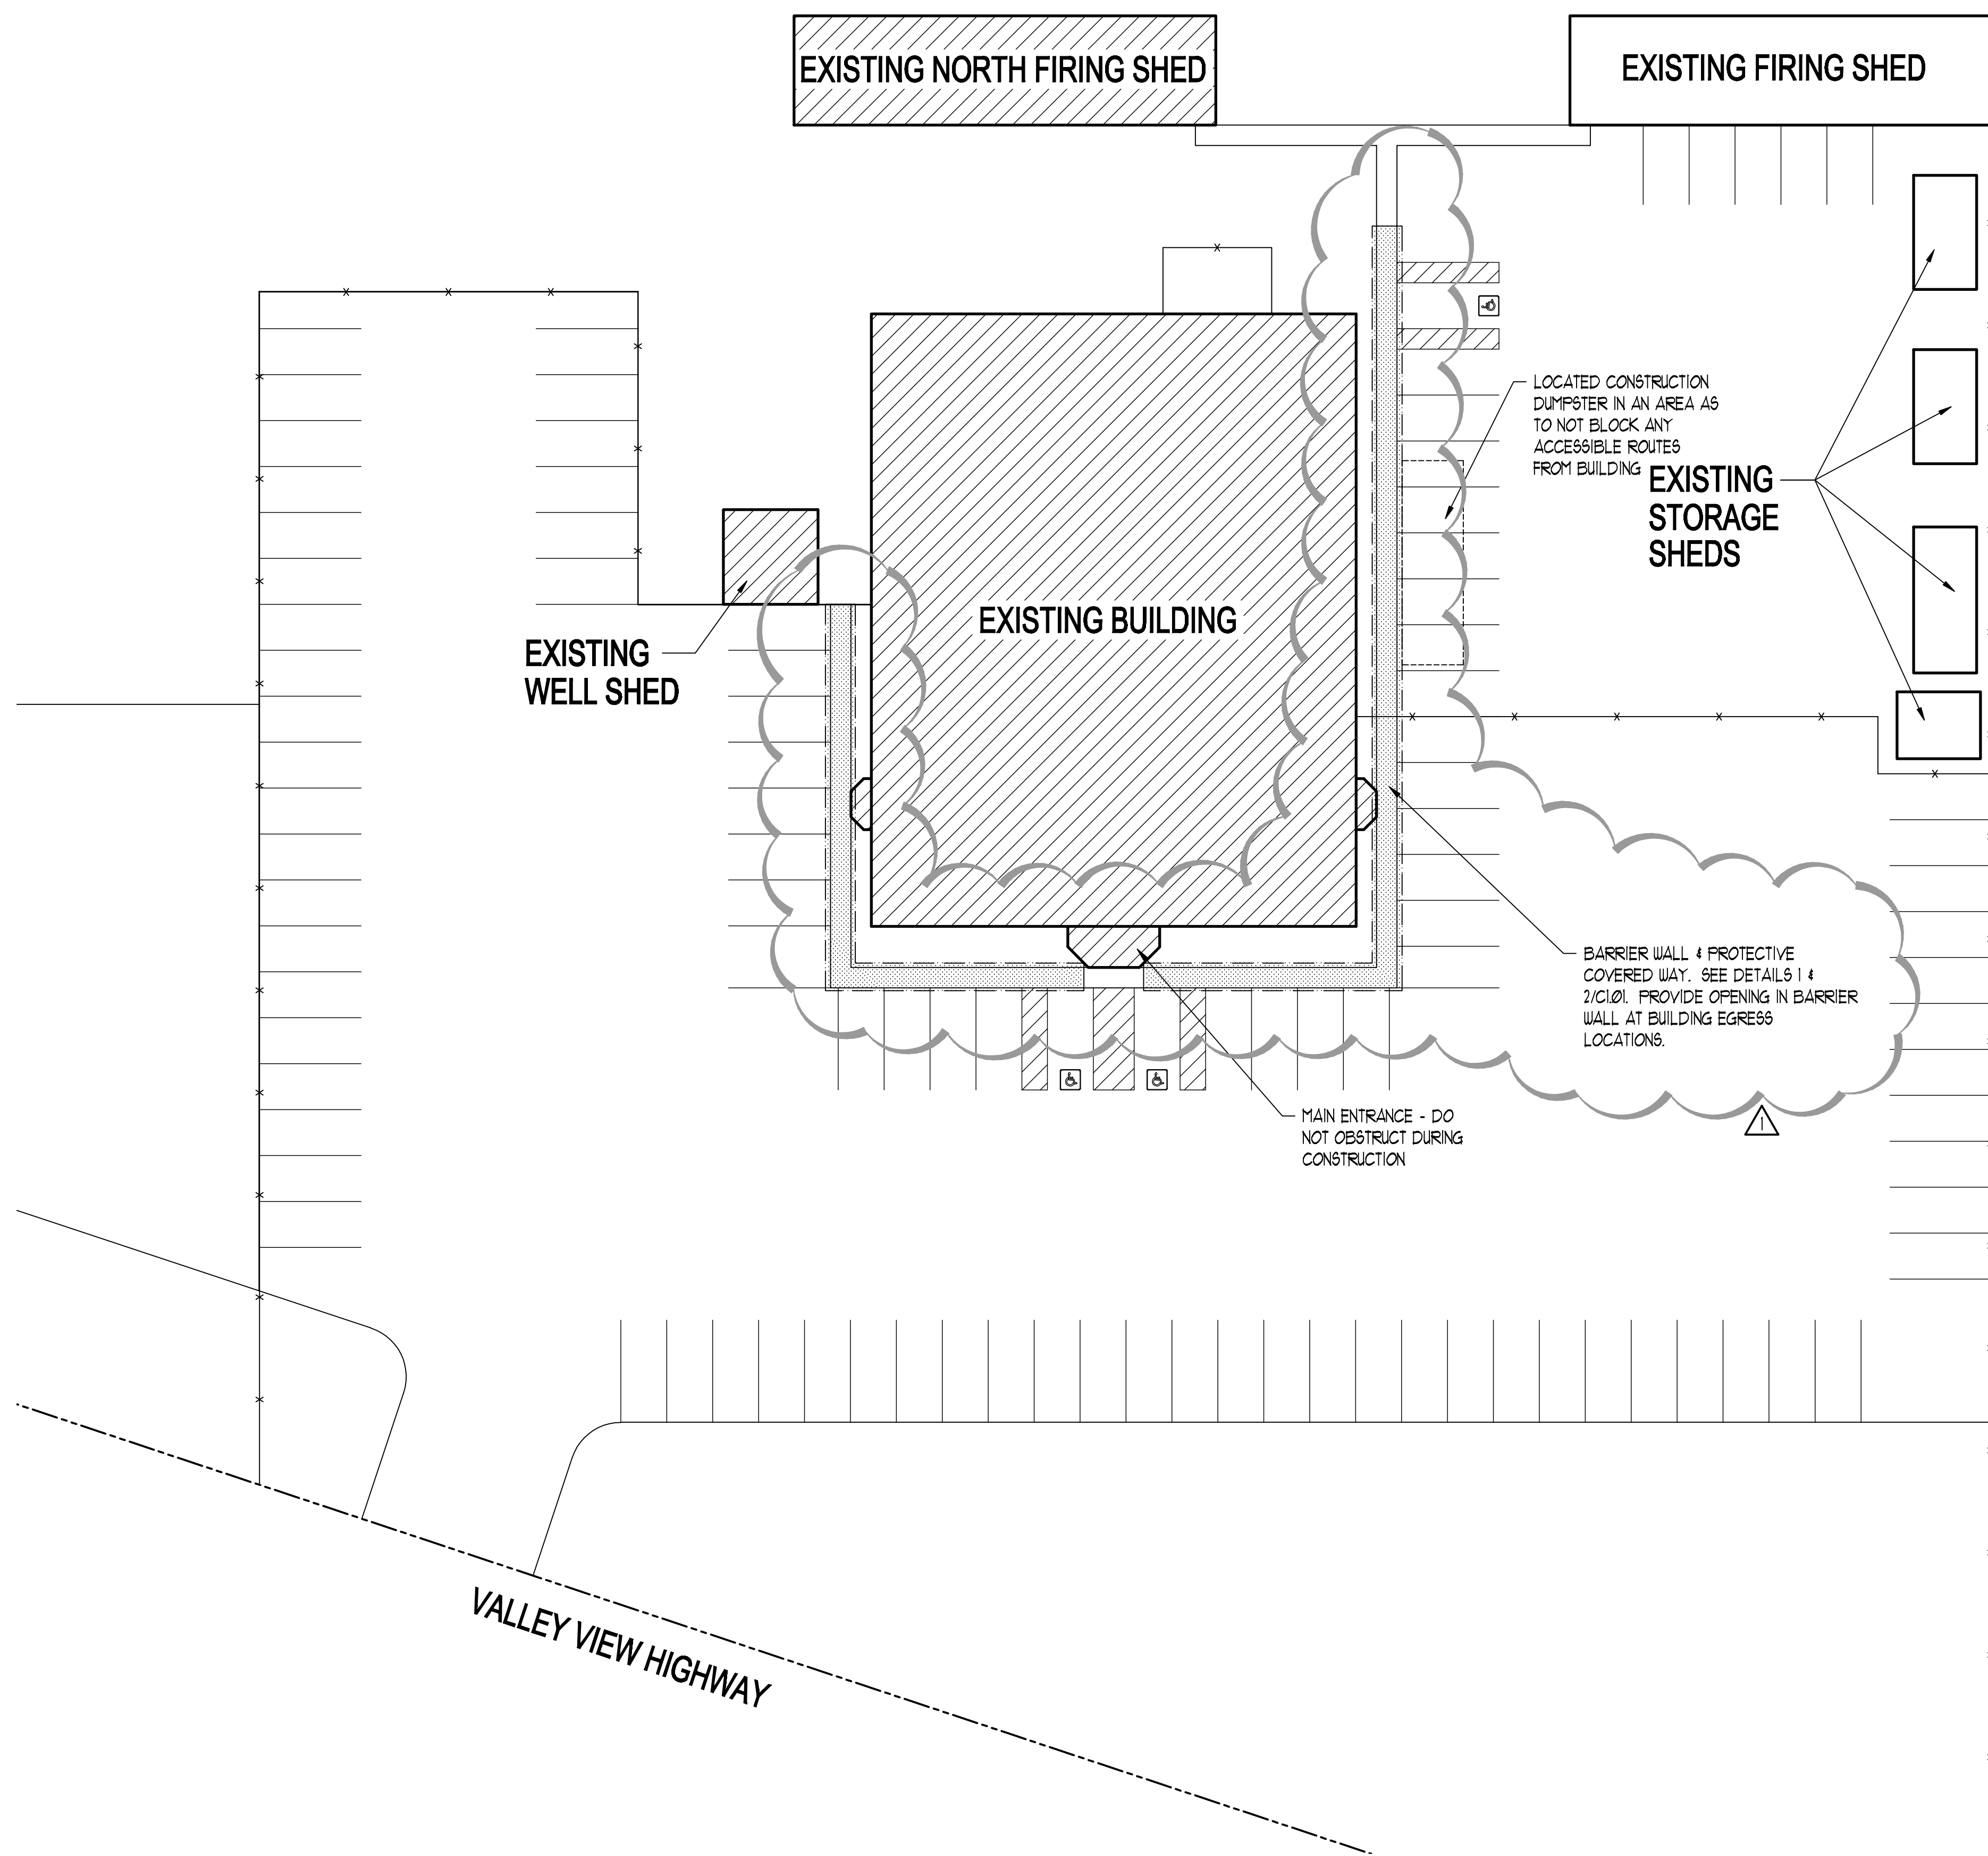 EXISTING NORTH FIRING SHED
EXISTING FIRING SHED
LOCATED CONSTRUCTION
DUMPSTER IN AN AREA AS
TO NOT BLOCK ANY
ACCESSIBLE ROUTES
FROM BUILDING
EXISTING
STORAGE
SHEDS
EXISTING BUILDING
EXISTING
WELL SHED
BARRIER WALL & PROTECTIVE
COVERED WAY. SEE DETAILS 1 &
2/C1.01. PROVIDE OPENING IN BARRIER
WALL AT BUILDING EGRESS
LOCATIONS.
MAIN ENTRANCE - DO
NOT OBSTRUCT DURING
CONSTRUCTION
1
VALLEY VIEW HIGHWAY